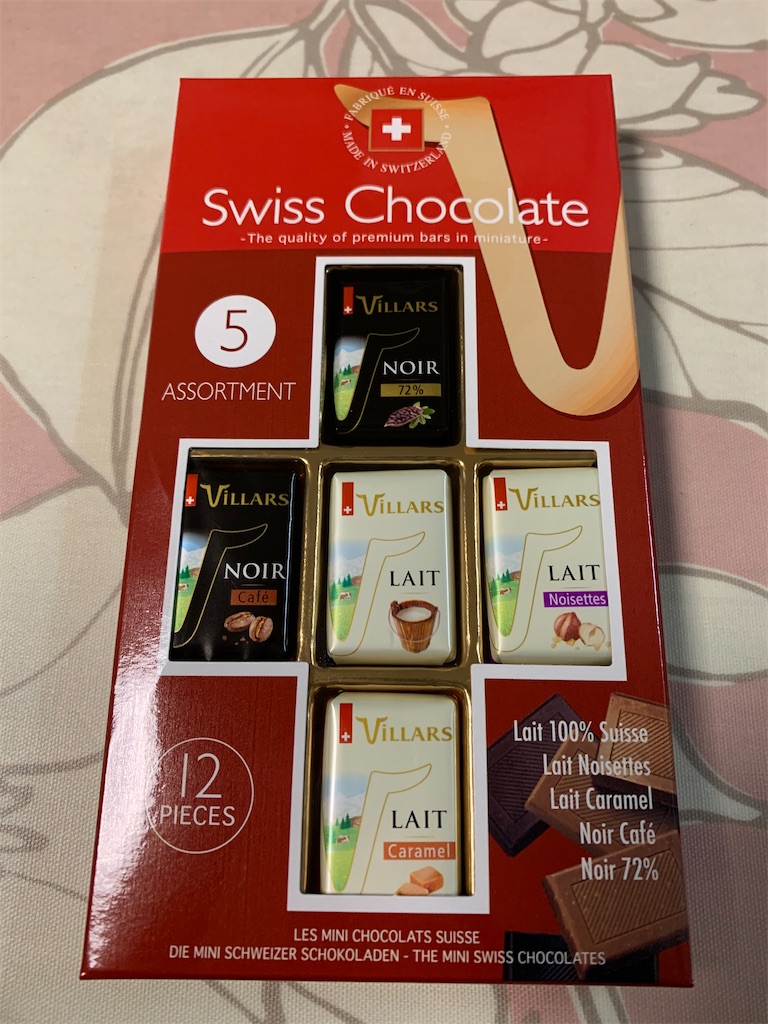 FABRIQUÉ EN SUISSE
MADE IN SWITZERLAND
Swiss Chocolate
-The quality of premium bars in miniature-
5
ASSORTMENT
VILLARS
NOIR
72%
VILLARS
NOIR
Café
VILLARS
LAIT
VILLARS
LAIT
Noisettes
VILLARS
LAIT
Caramel
12
PIECES
Lait 100% Suisse
Lait Noisettes
Lait Caramel
Noir Café
Noir 72%
LES MINI CHOCOLATS SUISSE
DIE MINI SCHWEIZER SCHOKOLADEN - THE MINI SWISS CHOCOLATES